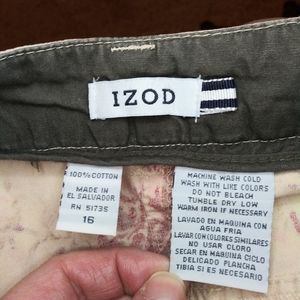 IZOD
100% COTTON
MADE IN
EL SALVADOR
RN 51735
16
MACHINE WASH COLD
WASH WITH LIKE COLORS
DO NOT BLEACH
TUMBLE DRY LOW
WARM IRON IF NECESSARY
LAVADO EN MAQUINA CON
AGUA FRIA
LAVAR CON COLORES SIMILARES
NO USAR CLORO
SECAR EN MAQUINA CICLO
DELICADO PLANCHA
TIBIA SI ES NECESARIO